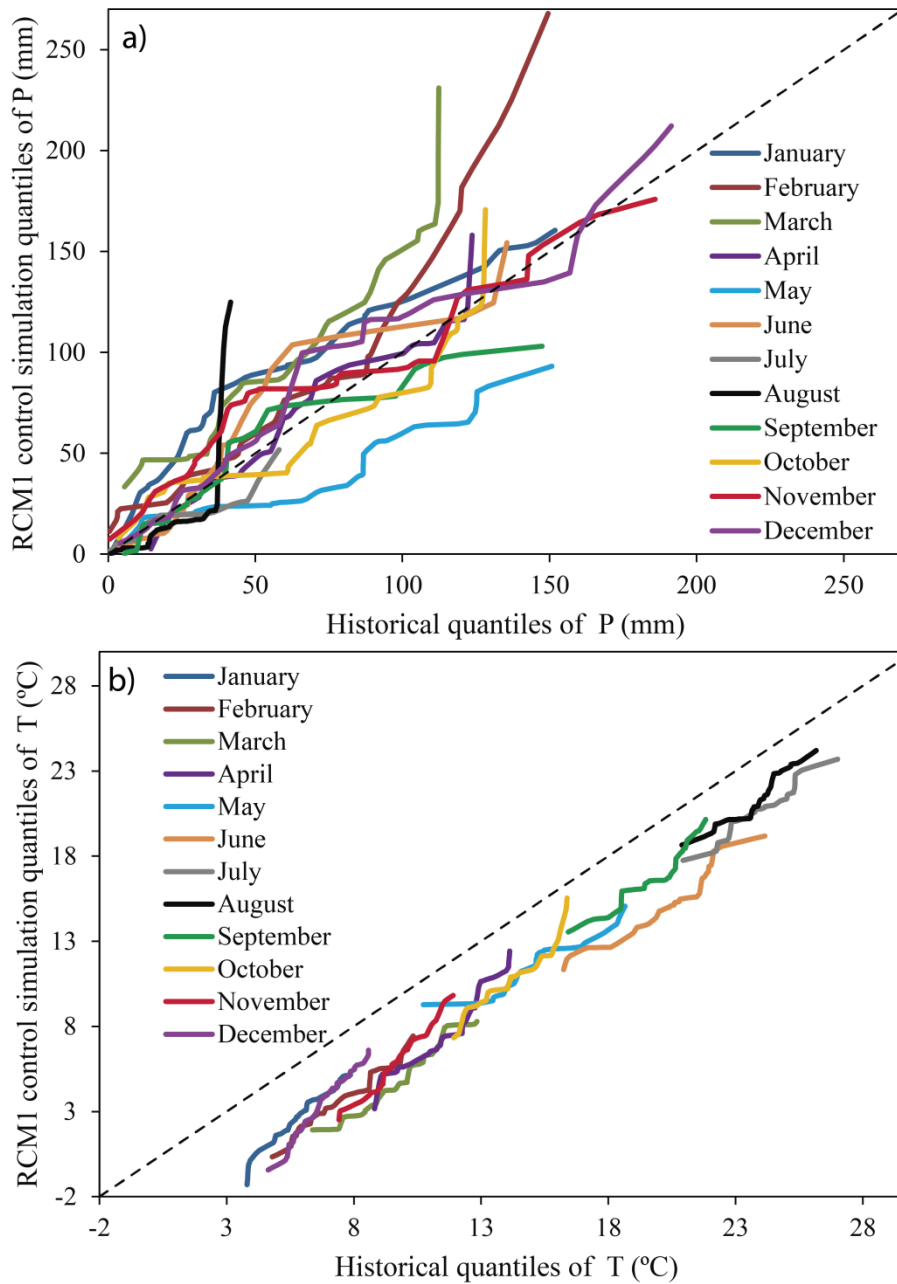 a)
RCM1 control simulation quantiles of P (mm)
250
200
150
100
50
0
January
February
March
April
May
June
July
August
September
October
November
December
0 50 100 150 200 250
Historical quantiles of P (mm)
b)
RCM1 control simulation quantiles of T (ºC)
28
23
18
13
8
3
-2
January
February
March
April
May
June
July
August
September
October
November
December
-2 3 8 13 18 23 28
Historical quantiles of T (ºC)